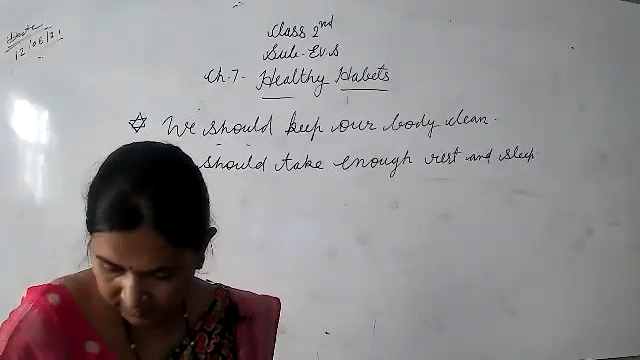 Date
12/06/21
Class 2nd
Sub- EVS
Ch-7- Healthy Habets
We should keep our body clean.
should take enough rest and sleep.